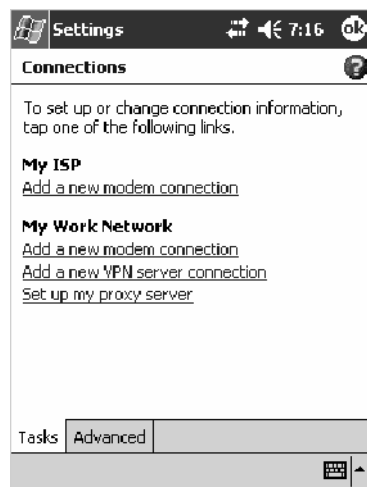 Settings 7:16 ok
Connections ?
To set up or change connection information,
tap one of the following links.
My ISP
Add a new modem connection
My Work Network
Add a new modem connection
Add a new VPN server connection
Set up my proxy server
Tasks Advanced